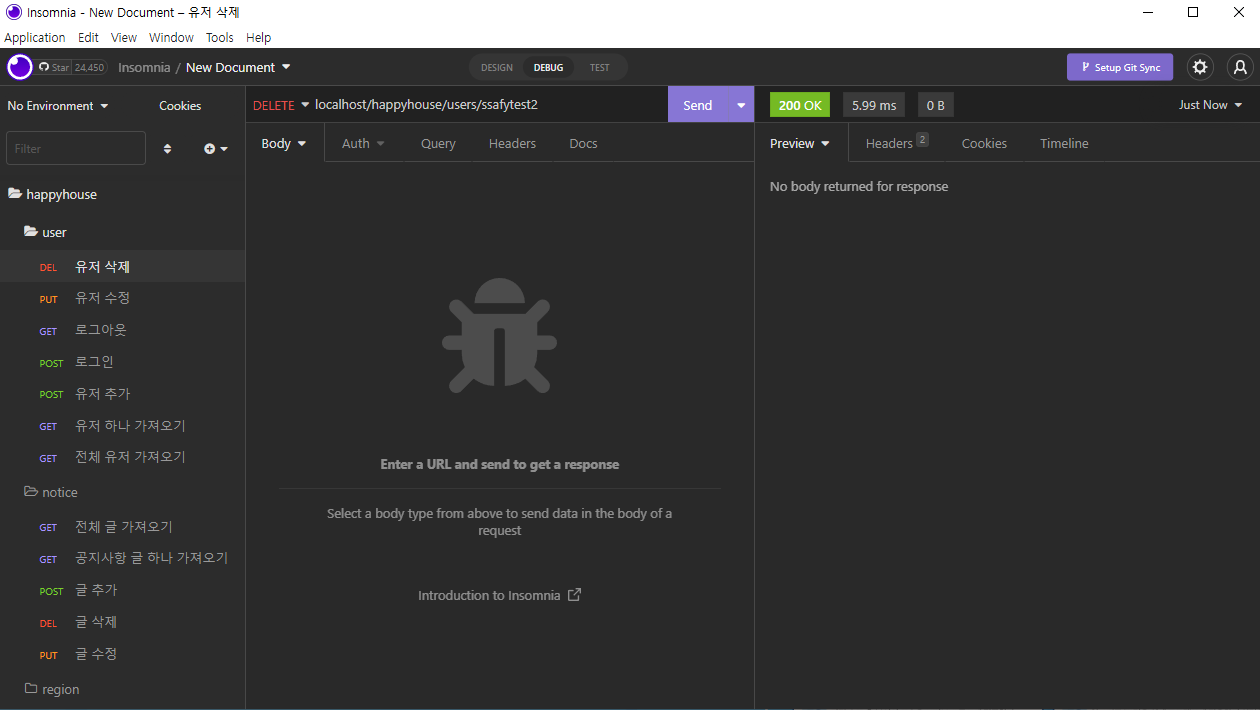 Insomnia - New Document – 유저 삭제
Application Edit View Window Tools Help
Star 24,450 Insomnia / New Document DESIGN DEBUG TEST Setup Git Sync
No Environment Cookies
Filter
happyhouse
user
DEL 유저 삭제
PUT 유저 수정
GET 로그아웃
POST 로그인
POST 유저 추가
GET 유저 하나 가져오기
GET 전체 유저 가져오기
notice
GET 전체 글 가져오기
GET 공지사항 글 하나 가져오기
POST 글 추가
DEL 글 삭제
PUT 글 수정
region
DELETE localhost/happyhouse/users/ssafytest2 Send
Body Auth Query Headers Docs
Enter a URL and send to get a response
Select a body type from above to send data in the body of a
request
Introduction to Insomnia
200 OK 5.99 ms 0 B Just Now
Preview Headers 2 Cookies Timeline
No body returned for response